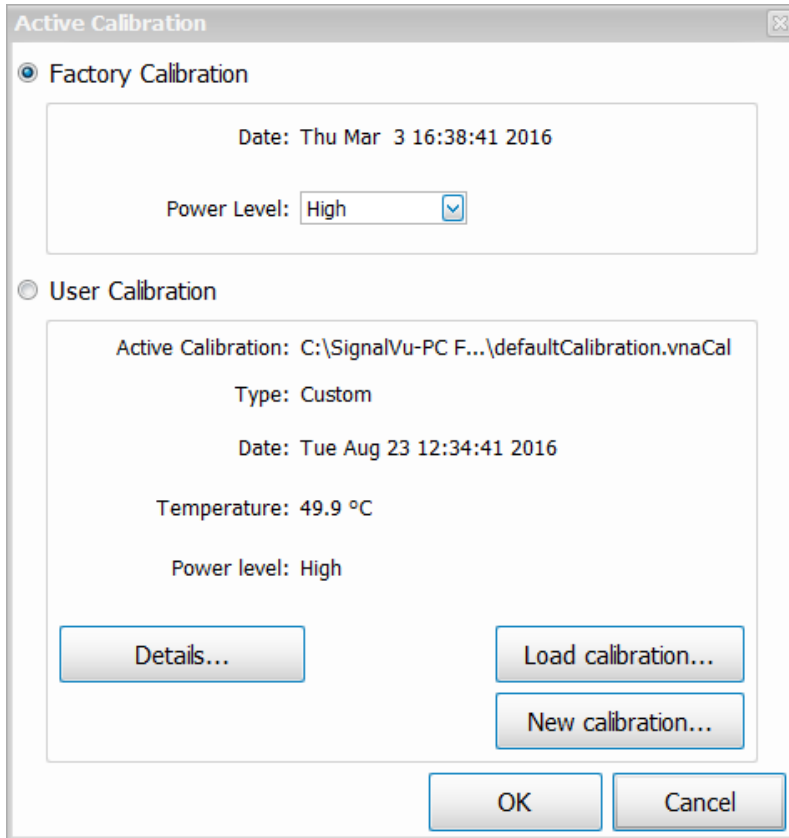 Active Calibration
Factory Calibration
Date: Thu Mar  3 16:38:41 2016
Power Level: High
User Calibration
Active Calibration: C:\SignalVu-PC F...\defaultCalibration.vnaCal
Type: Custom
Date: Tue Aug 23 12:34:41 2016
Temperature: 49.9 ºC
Power level: High
Details... Load calibration...
New calibration...
OK Cancel